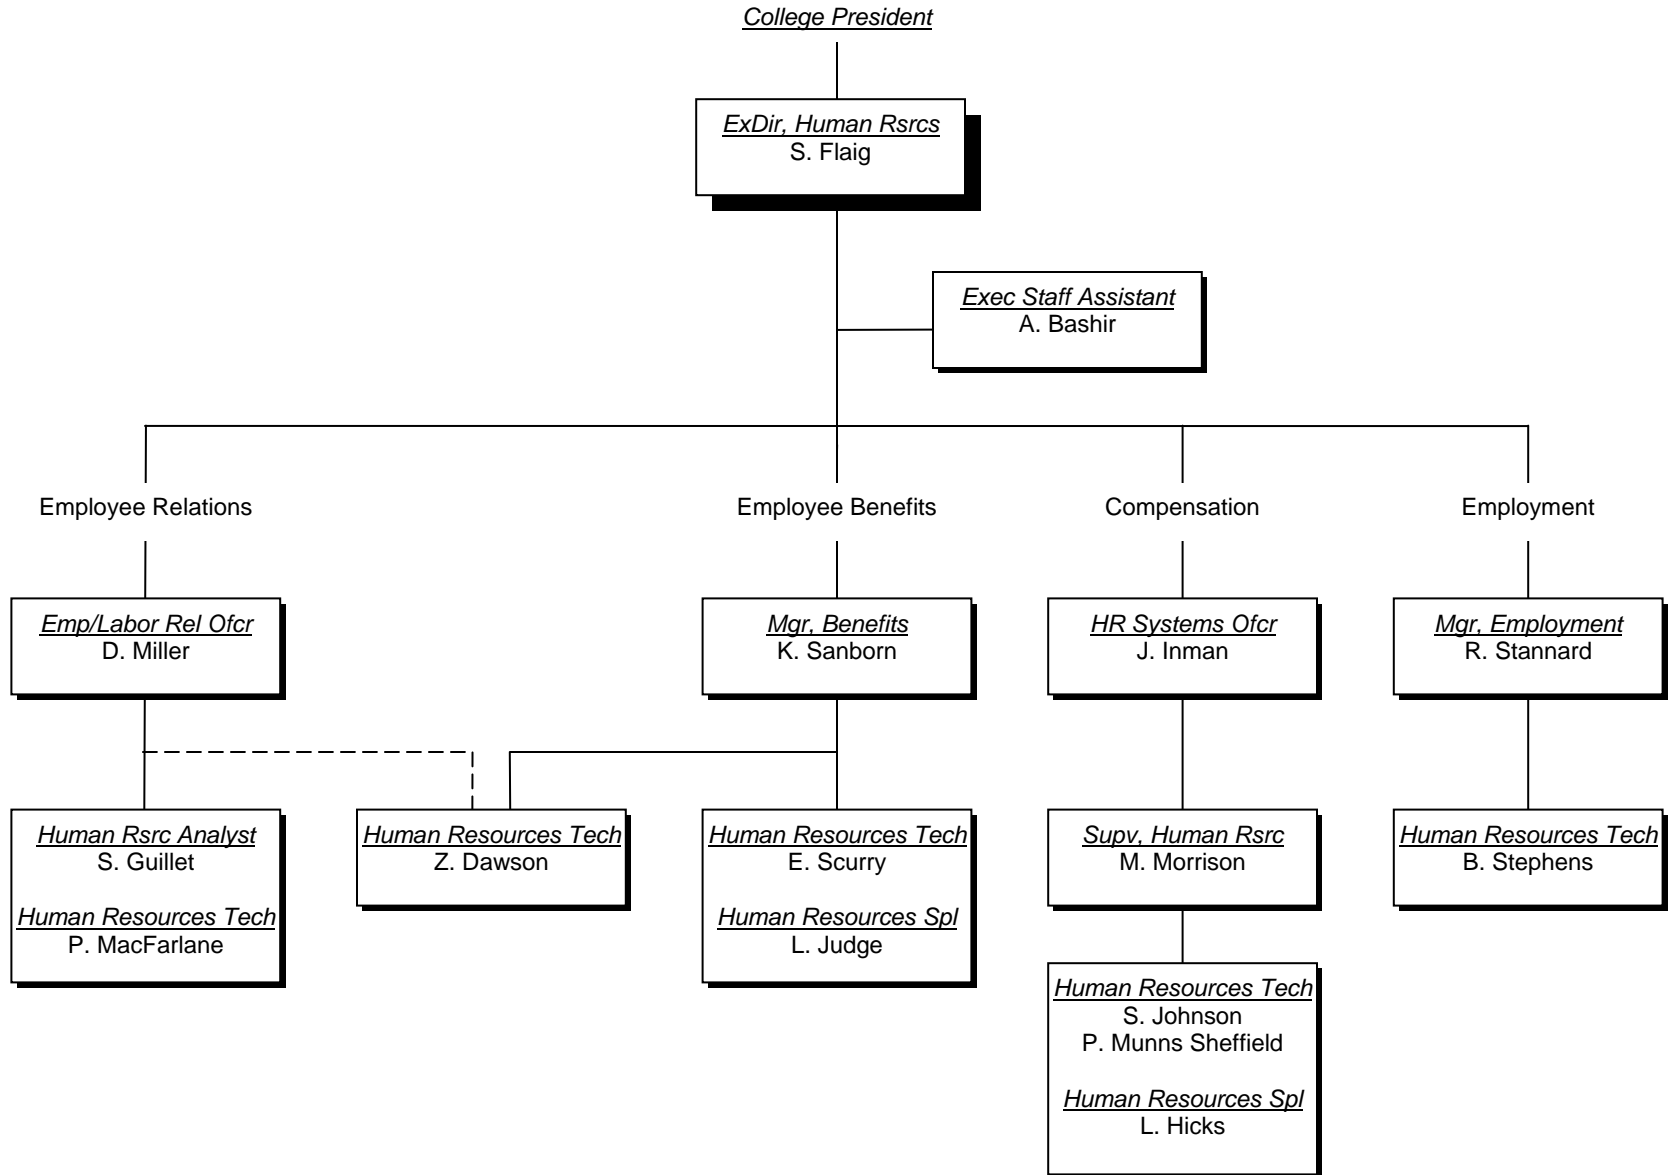 College President
ExDir, Human Rsrcs
S. Flaig
Exec Staff Assistant
A. Bashir
Employee Relations
Employee Benefits
Compensation
Employment
Emp/Labor Rel Ofcr
D. Miller
Mgr, Benefits
K. Sanborn
HR Systems Ofcr
J. Inman
Mgr, Employment
R. Stannard
Human Rsrc Analyst
S. Guillet
Human Resources Tech
P. MacFarlane
Human Resources Tech
Z. Dawson
Human Resources Tech
E. Scurry
Human Resources Spl
L. Judge
Supv, Human Rsrc
M. Morrison
Human Resources Tech
B. Stephens
Human Resources Tech
S. Johnson
P. Munns Sheffield
Human Resources Spl
L. Hicks